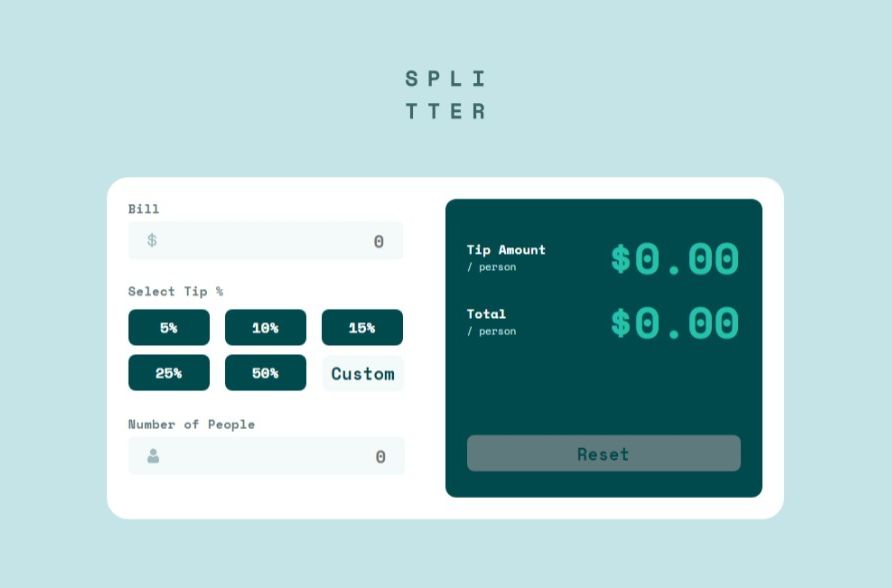 SPLI
TTER
Bill
$ 0
Select Tip %
5% 10% 15%
25% 50% Custom
Number of People
0
Tip Amount
/ person
$0.00
Total
/ person
$0.00
Reset